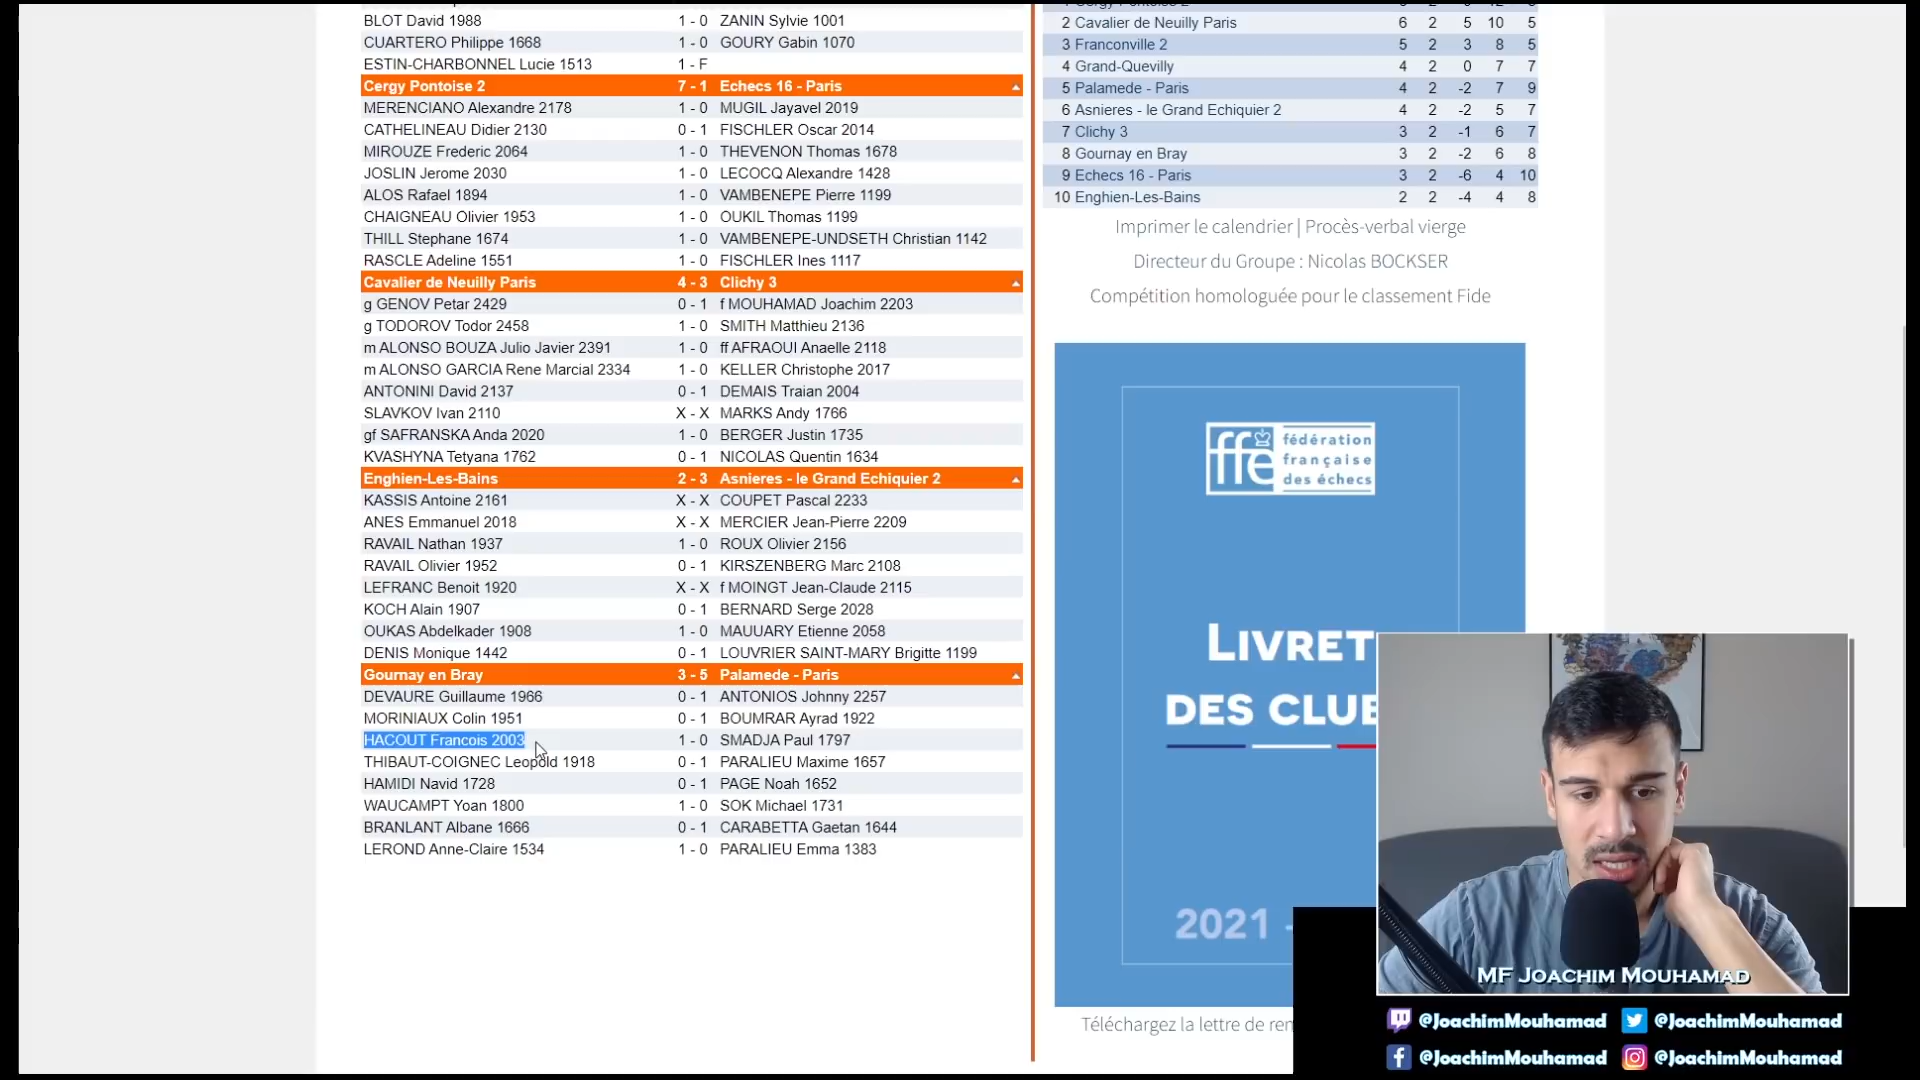 BLOT David 1988 1 - 0 ZANIN Sylvie 1001
CUARTERO Philippe 1668 1 - 0 GOURY Gabin 1070
ESTIN-CHARBONNEL Lucie 1513 1 - F
Cergy Pontoise 2 7 - 1 Echecs 16 - Paris
MERENCIANO Alexandre 2178 1 - 0 MUGIL Jayavel 2019
CATHELINEAU Didier 2130 0 - 1 FISCHLER Oscar 2014
MIROUZE Frederic 2064 1 - 0 THEVENON Thomas 1678
JOSLIN Jerome 2030 1 - 0 LECOCQ Alexandre 1428
ALOS Rafael 1894 1 - 0 VAMBENEPE Pierre 1199
CHAIGNEAU Olivier 1953 1 - 0 OUKIL Thomas 1199
THILL Stephane 1674 1 - 0 VAMBENEPE-UNDSETH Christian 1142
RASCLE Adeline 1551 1 - 0 FISCHLER Ines 1117
Cavalier de Neuilly Paris 4 - 3 Clichy 3
g GENOV Petar 2429 0 - 1 f MOUHAMAD Joachim 2203
g TODOROV Todor 2458 1 - 0 SMITH Matthieu 2136
m ALONSO BOUZA Julio Javier 2391 1 - 0 ff AFRAOUI Anaelle 2118
m ALONSO GARCIA Rene Marcial 2334 1 - 0 KELLER Christophe 2017
ANTONINI David 2137 0 - 1 DEMAIS Traian 2004
SLAVKOV Ivan 2110 X - X MARKS Andy 1766
gf SAFRANSKA Anda 2020 1 - 0 BERGER Justin 1735
KVASHYNA Tetyana 1762 0 - 1 NICOLAS Quentin 1634
Enghien-Les-Bains 2 - 3 Asnieres - le Grand Echiquier 2
KASSIS Antoine 2161 X - X COUPET Pascal 2233
ANES Emmanuel 2018 X - X MERCIER Jean-Pierre 2209
RAVAIL Nathan 1937 1 - 0 ROUX Olivier 2156
RAVAIL Olivier 1952 0 - 1 KIRSZENBERG Marc 2108
LEFRANC Benoit 1920 X - X f MOINGT Jean-Claude 2115
KOCH Alain 1907 0 - 1 BERNARD Serge 2028
OUKAS Abdelkader 1908 1 - 0 MAUUARY Etienne 2058
DENIS Monique 1442 0 - 1 LOUVRIER SAINT-MARY Brigitte 1199
Gournay en Bray 3 - 5 Palamede - Paris
DEVAURE Guillaume 1966 0 - 1 ANTONIOS Johnny 2257
MORINIAUX Colin 1951 0 - 1 BOUMRAR Ayrad 1922
HACOUT Francois 2003 1 - 0 SMADJA Paul 1797
THIBAUT-COIGNEC Leopold 1918 0 - 1 PARALIEU Maxime 1657
HAMIDI Navid 1728 0 - 1 PAGE Noah 1652
WAUCAMPT Yoan 1800 1 - 0 SOK Michael 1731
BRANLANT Albane 1666 0 - 1 CARABETTA Gaetan 1644
LEROND Anne-Claire 1534 1 - 0 PARALIEU Emma 1383
2 Cavalier de Neuilly Paris 6 2 5 10 5
3 Franconville 2 5 2 3 8 5
4 Grand-Quevilly 4 2 0 7 7
5 Palamede - Paris 4 2 -2 7 9
6 Asnieres - le Grand Echiquier 2 4 2 -2 5 7
7 Clichy 3 3 2 -1 6 7
8 Gournay en Bray 3 2 -2 6 8
9 Echecs 16 - Paris 3 2 -6 4 10
10 Enghien-Les-Bains 2 2 -4 4 8
Imprimer le calendrier | Procès-verbal vierge
Directeur du Groupe : Nicolas BOCKSER
Compétition homologuée pour le classement Fide
ffe fédération
française
des échecs
LIVRET
DES CLUB
2021 -
Téléchargez la lettre de ren
MF JOACHIM MOUHAMAD
@JoachimMouhamad @JoachimMouhamad
@JoachimMouhamad @JoachimMouhamad